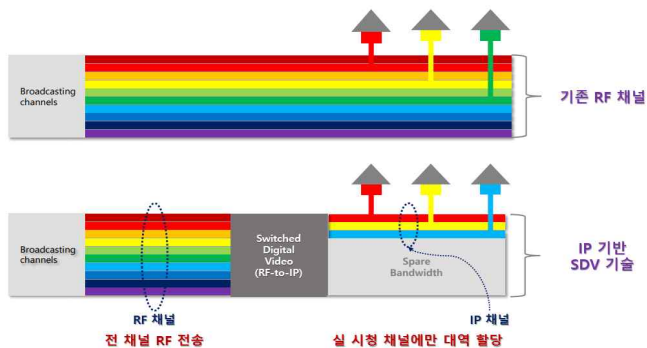 Broadcasting
channels
기존 RF 채널
Broadcasting
channels
Switched
Digital
Video
(RF-to-IP)
Spare
Bandwidth
IP 기반
SDV 기술
RF 채널
IP 채널
전 채널 RF 전송
실 시청 채널에만 대역 할당